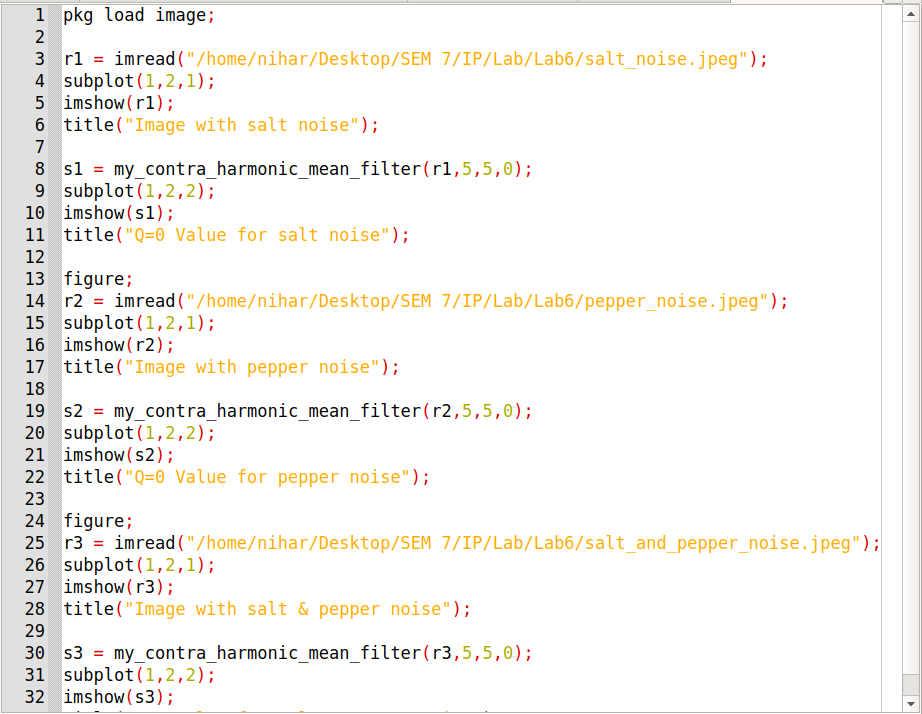 1 pkg load image;
2
3 r1 = imread("/home/nihar/Desktop/SEM 7/IP/Lab/Lab6/salt_noise.jpeg");
4 subplot(1,2,1);
5 imshow(r1);
6 title("Image with salt noise");
7
8 s1 = my_contra_harmonic_mean_filter(r1,5,5,0);
9 subplot(1,2,2);
10 imshow(s1);
11 title("Q=0 Value for salt noise");
12
13 figure;
14 r2 = imread("/home/nihar/Desktop/SEM 7/IP/Lab/Lab6/pepper_noise.jpeg");
15 subplot(1,2,1);
16 imshow(r2);
17 title("Image with pepper noise");
18
19 s2 = my_contra_harmonic_mean_filter(r2,5,5,0);
20 subplot(1,2,2);
21 imshow(s2);
22 title("Q=0 Value for pepper noise");
23
24 figure;
25 r3 = imread("/home/nihar/Desktop/SEM 7/IP/Lab/Lab6/salt_and_pepper_noise.jpeg");
26 subplot(1,2,1);
27 imshow(r3);
28 title("Image with salt & pepper noise");
29
30 s3 = my_contra_harmonic_mean_filter(r3,5,5,0);
31 subplot(1,2,2);
32 imshow(s3);